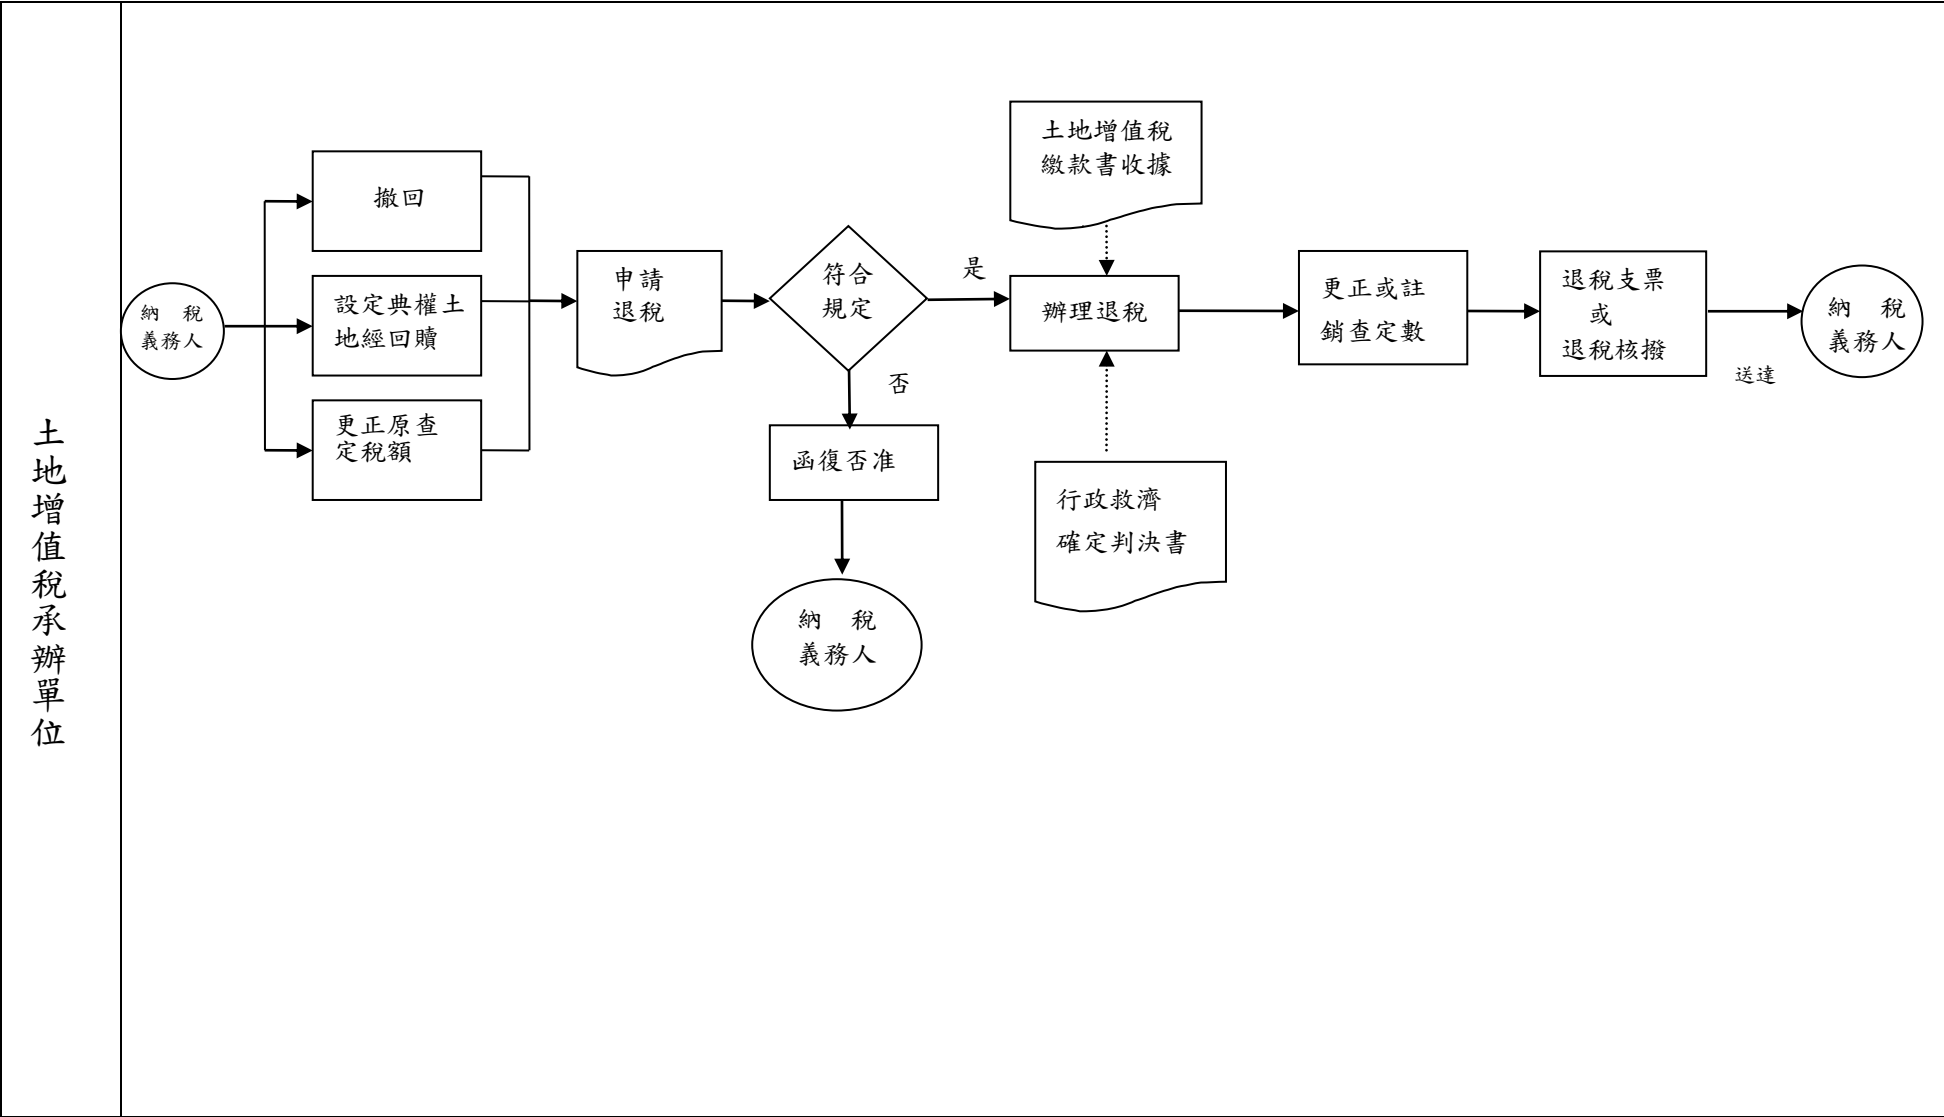 土地增值稅承辦單位
納 稅
義務人
撤回
設定典權土
地經回贖
更正原查
定稅額
申請
退稅
符合
規定
是
否
函復否准
納 稅
義務人
土地增值稅
繳款書收據
辦理退稅
行政救濟
確定判決書
更正或註
銷查定數
退稅支票
或
退稅核撥
送達
納 稅
義務人